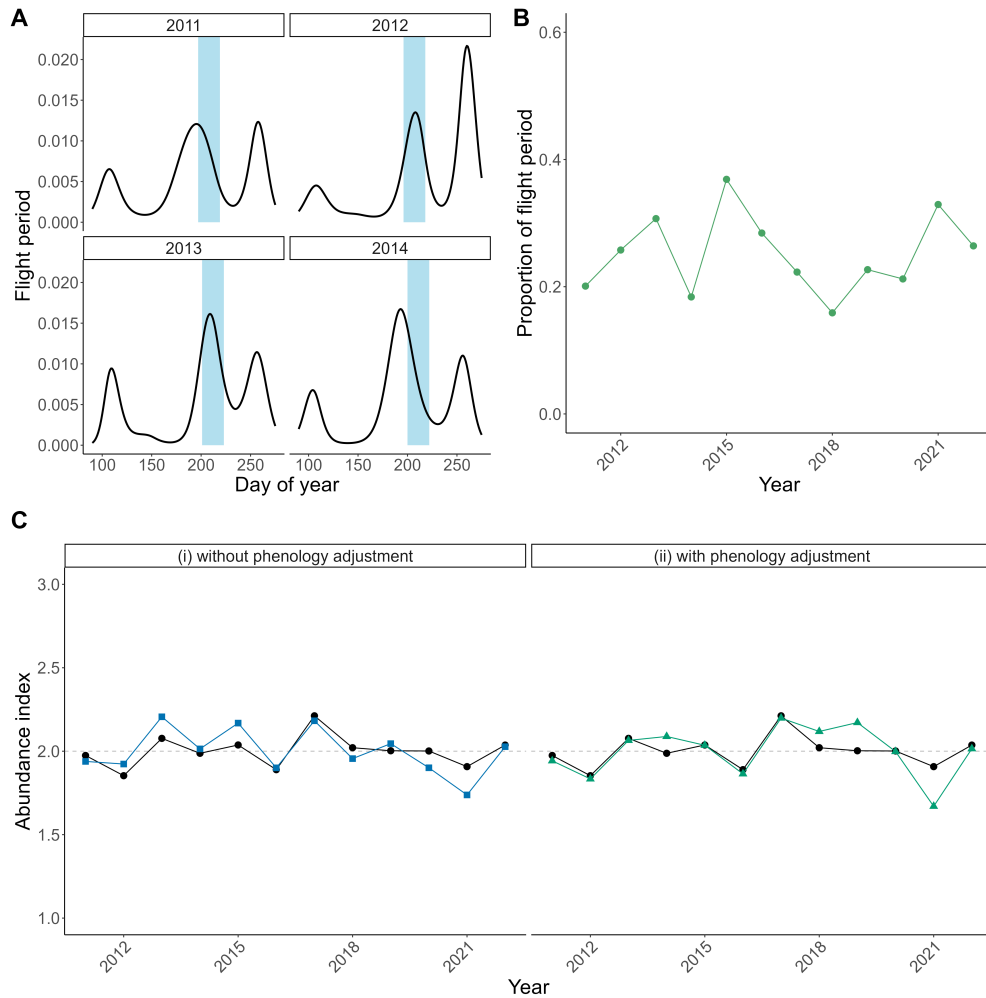 A
2011
2012
0.020
0.015
0.010
0.005
0.000
2013
2014
0.020
0.015
0.010
0.005
0.000
100 150 200 250
100 150 200 250
Flight period
Day of year
B
0.6
0.4
0.2
0.0
Proportion of flight period
2012
2015
2018
2021
Year
C
(i) without phenology adjustment
(ii) with phenology adjustment
3.0
2.5
2.0
1.5
1.0
Abundance index
2012
2015
2018
2021
2012
2015
2018
2021
Year